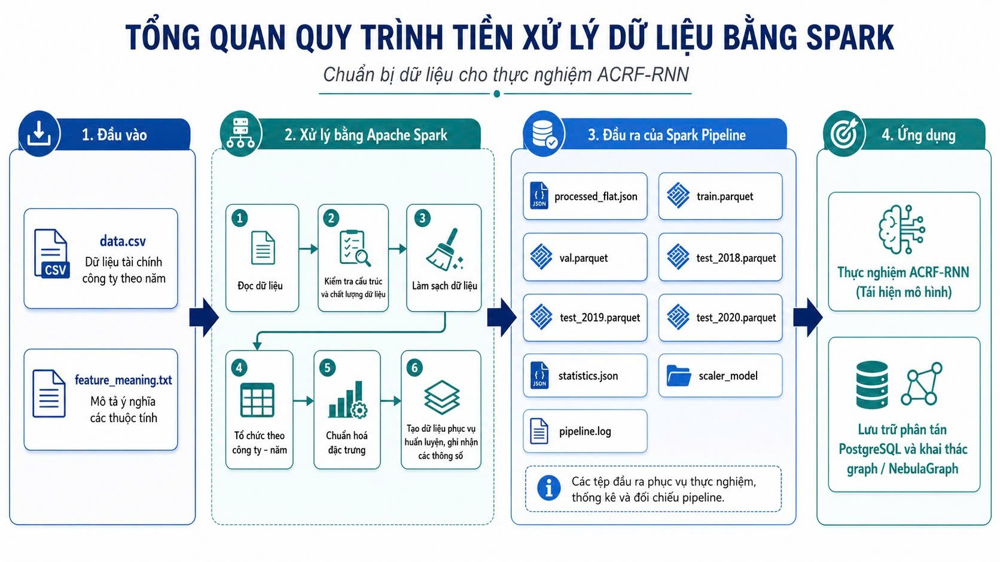 TỔNG QUAN QUY TRÌNH TIỀN XỬ LÝ DỮ LIỆU BẰNG SPARK
Chuẩn bị dữ liệu cho thực nghiệm ACRF-RNN
1. Đầu vào
CSV
data.csv
Dữ liệu tài chính
công ty theo năm
feature_meaning.txt
Mô tả ý nghĩa
các thuộc tính
2. Xử lý bằng Apache Spark
1
Đọc dữ liệu
2
Kiểm tra cấu trúc
và chất lượng dữ liệu
3
Làm sạch dữ liệu
4
Tổ chức theo
công ty – năm
5
Chuẩn hoá
đặc trưng
6
Tạo dữ liệu phục vụ
huấn luyện, ghi nhận
các thông số
3. Đầu ra của Spark Pipeline
{ }
JSON
processed_flat.json
train.parquet
val.parquet
test_2018.parquet
test_2019.parquet
test_2020.parquet
{ }
JSON
statistics.json
scaler_model
pipeline.log
i
Các tệp đầu ra phục vụ thực nghiệm,
thống kê và đối chiếu pipeline.
4. Ứng dụng
Thực nghiệm ACRF-RNN
(Tái hiện mô hình)
Lưu trữ phân tán
PostgreSQL và khai thác
graph / NebulaGraph